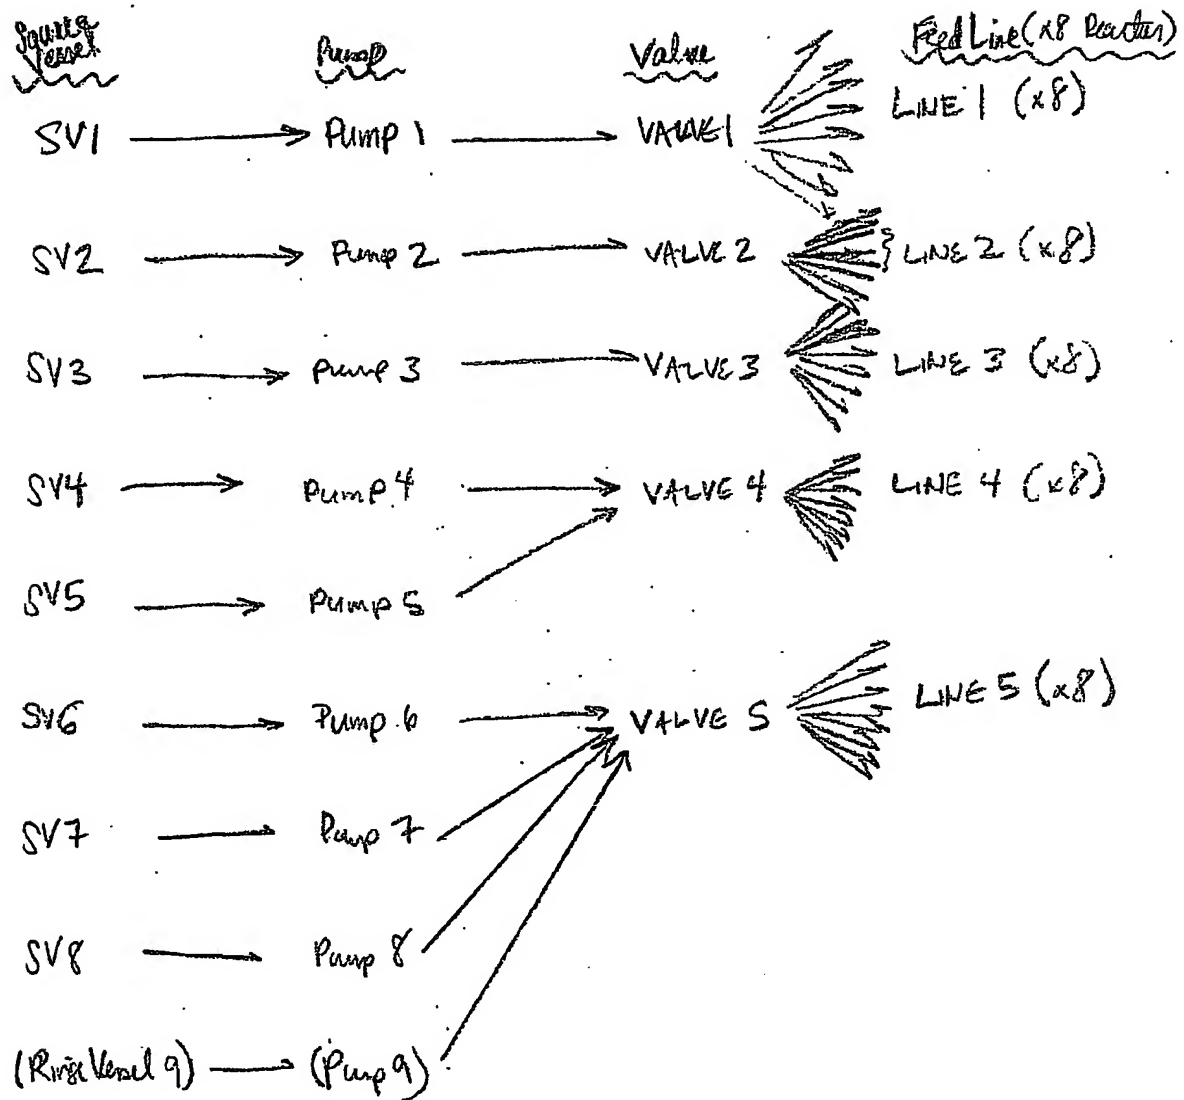 Source Vessel Pump Valve Feed Line (x8 Reactors)
SV1 Pump 1 VALVE 1 LINE 1 (x8)
SV2 Pump 2 VALVE 2 LINE 2 (x8)
SV3 Pump 3 VALVE 3 LINE 3 (x8)
SV4 Pump 4 VALVE 4 LINE 4 (x8)
SV5 Pump 5
SV6 Pump 6 VALVE 5 LINE 5 (x8)
SV7 Pump 7
SV8 Pump 8
(Rinse Vessel 9) (Pump 9)